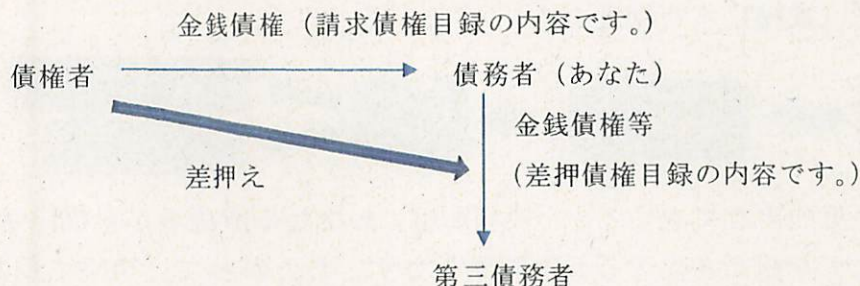 金銭債権（請求債権目録の内容です。）
債権者
債務者（あなた）
金銭債権等
差押え
（差押債権目録の内容です。）
第三債務者